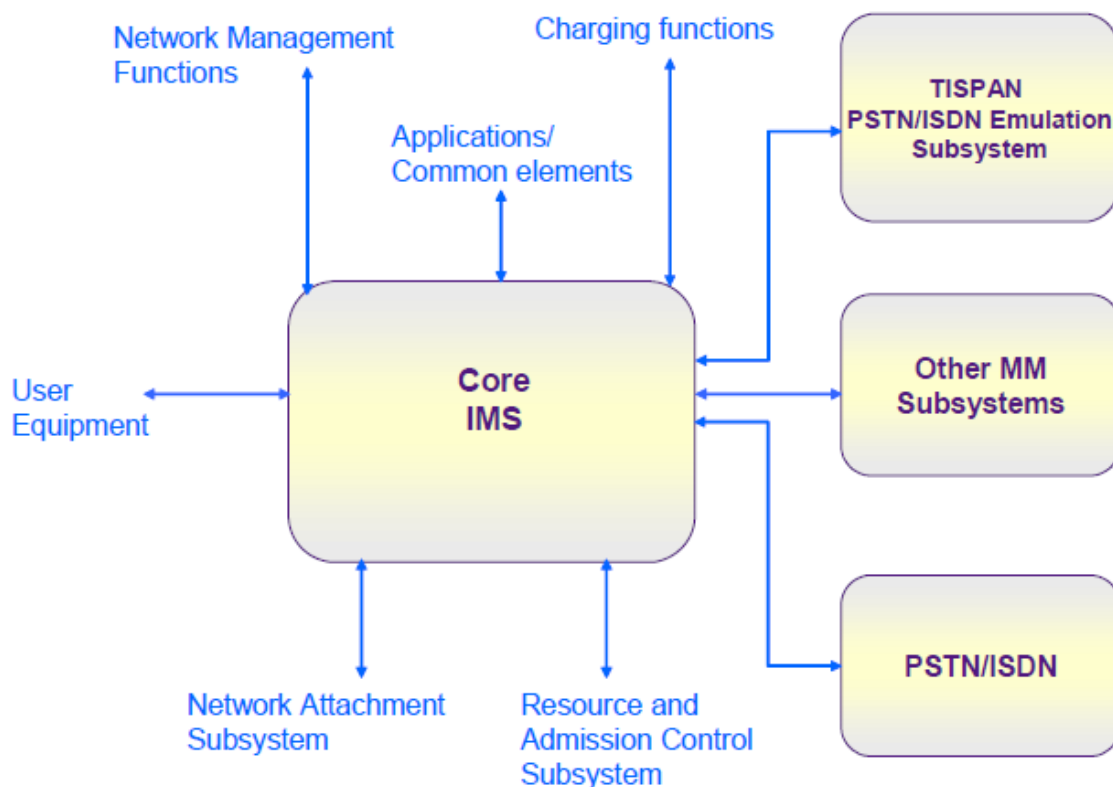 Network Management
Functions
Charging functions
Applications/
Common elements
TISPAN
PSTN/ISDN Emulation
Subsystem
User
Equipment
Core
IMS
Other MM
Subsystems
Network Attachment
Subsystem
Resource and
Admission Control
Subsystem
PSTN/ISDN